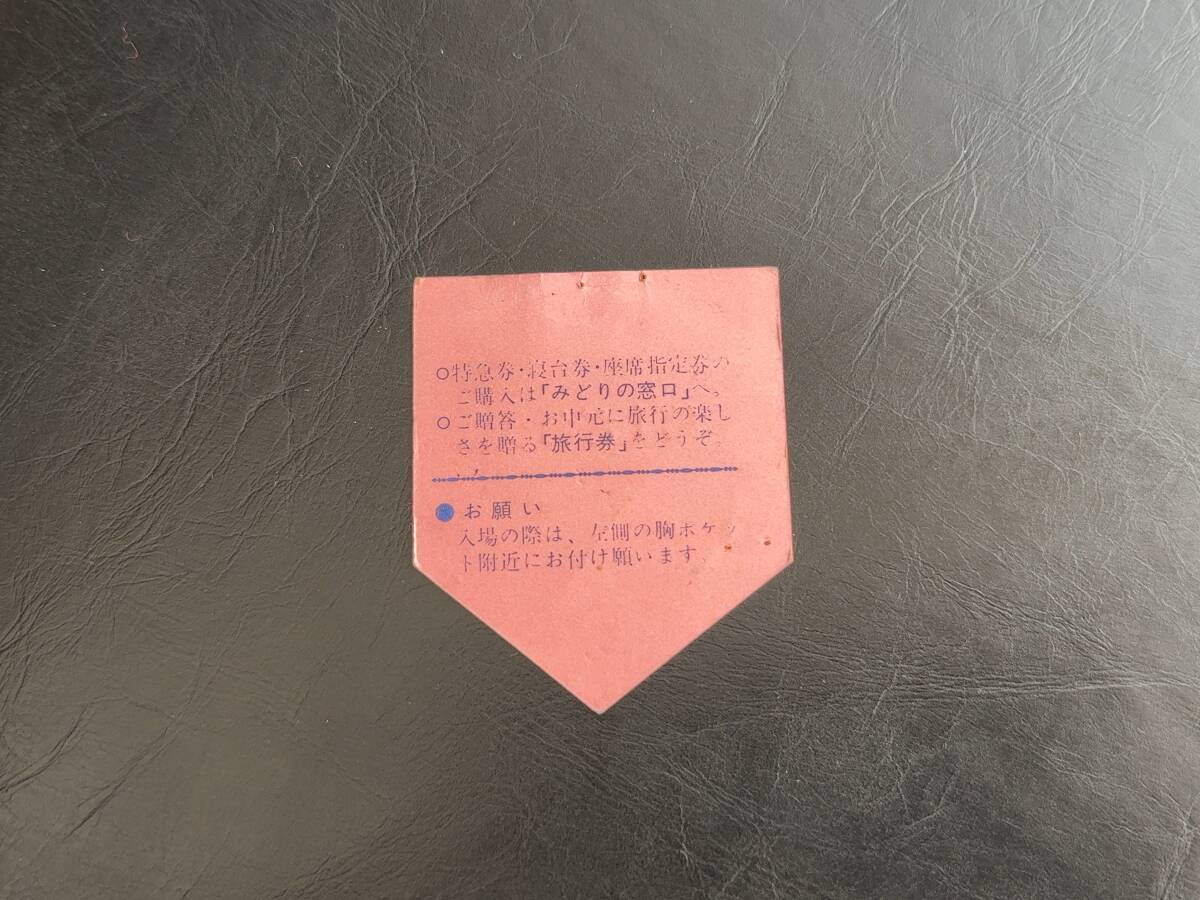 ○特急券・寝台券・座席指定券の
ご購入は「みどりの窓口」へ。
○ご贈答・お中元に旅行の楽し
さを贈る「旅行券」をどうぞ。
●お願い
入場の際は、左側の胸ポケッ
ト附近にお付け願います。